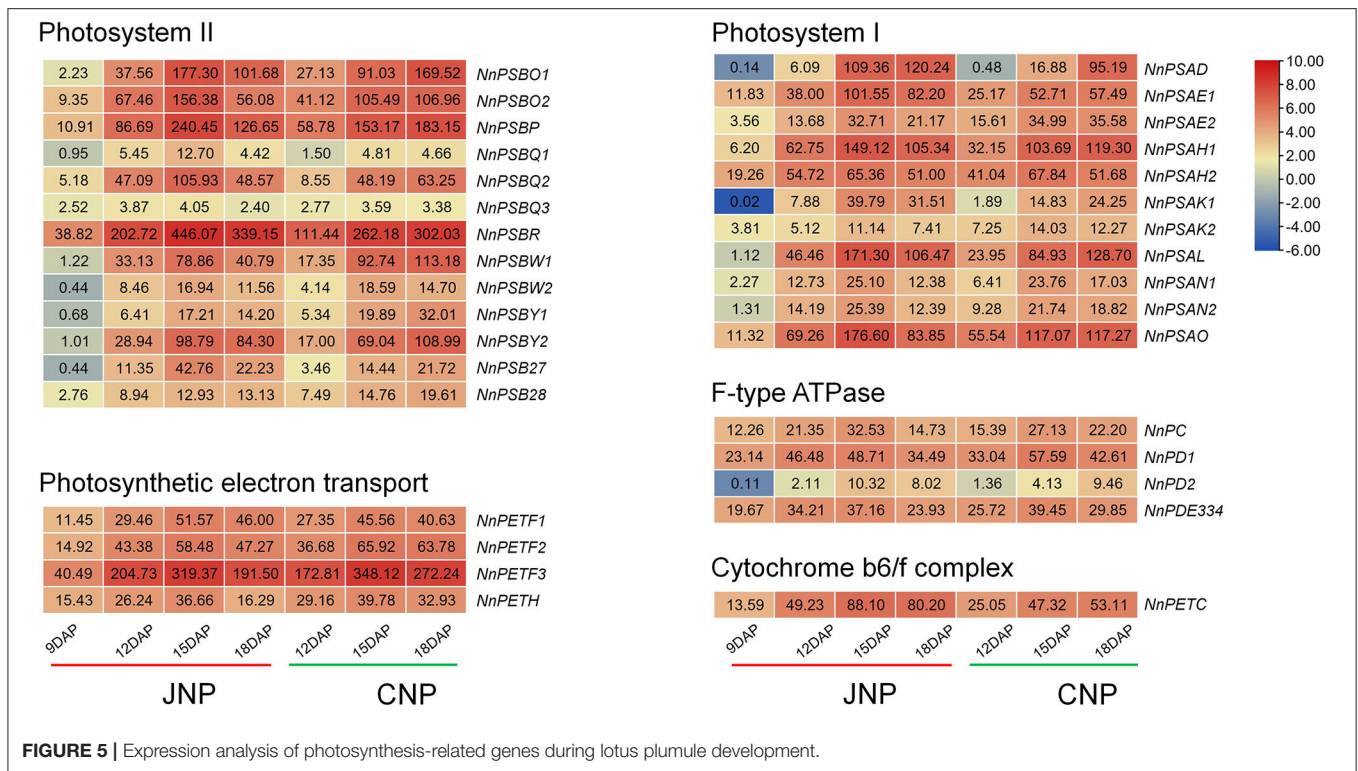 Photosystem II
2.23 37.56 177.30 101.68 27.13 91.03 169.52 NnPSBO1
9.35 67.46 156.38 56.08 41.12 105.49 106.96 NnPSBO2
10.91 86.69 240.45 126.65 58.78 153.17 183.15 NnPSBP
0.95 5.45 12.70 4.42 1.50 4.81 4.66 NnPSBQ1
5.18 47.09 105.93 48.57 8.55 48.19 63.25 NnPSBQ2
2.52 3.87 4.05 2.40 2.77 3.59 3.38 NnPSBQ3
38.82 202.72 446.07 339.15 111.44 262.18 302.03 NnPSBR
1.22 33.13 78.86 40.79 17.35 92.74 113.18 NnPSBW1
0.44 8.46 16.94 11.56 4.14 18.59 14.70 NnPSBW2
0.68 6.41 17.21 14.20 5.34 19.89 32.01 NnPSBY1
1.01 28.94 98.79 84.30 17.00 69.04 108.99 NnPSBY2
0.44 11.35 42.76 22.23 3.46 14.44 21.72 NnPSB27
2.76 8.94 12.93 13.13 7.49 14.76 19.61 NnPSB28
Photosynthetic electron transport
11.45 29.46 51.57 46.00 27.35 45.56 40.63 NnPETF1
14.92 43.38 58.48 47.27 36.68 65.92 63.78 NnPETF2
40.49 204.73 319.37 191.50 172.81 348.12 272.24 NnPETF3
15.43 26.24 36.66 16.29 29.16 39.78 32.93 NnPETH
9DAP 12DAP 15DAP 18DAP 12DAP 15DAP 18DAP
JNP CNP
Photosystem I
0.14 6.09 109.36 120.24 0.48 16.88 95.19 NnPSAD
11.83 38.00 101.55 82.20 25.17 52.71 57.49 NnPSAE1
3.56 13.68 32.71 21.17 15.61 34.99 35.58 NnPSAE2
6.20 62.75 149.12 105.34 32.15 103.69 119.30 NnPSAH1
19.26 54.72 65.36 51.00 41.04 67.84 51.68 NnPSAH2
0.02 7.88 39.79 31.51 1.89 14.83 24.25 NnPSAK1
3.81 5.12 11.14 7.41 7.25 14.03 12.27 NnPSAK2
1.12 46.46 171.30 106.47 23.95 84.93 128.70 NnPSAL
2.27 12.73 25.10 12.38 6.41 23.76 17.03 NnPSAN1
1.31 14.19 25.39 12.39 9.28 21.74 18.82 NnPSAN2
11.32 69.26 176.60 83.85 55.54 117.07 117.27 NnPSAO
10.00
8.00
6.00
4.00
2.00
0.00
-2.00
-4.00
-6.00
F-type ATPase
12.26 21.35 32.53 14.73 15.39 27.13 22.20 NnPC
23.14 46.48 48.71 34.49 33.04 57.59 42.61 NnPD1
0.11 2.11 10.32 8.02 1.36 4.13 9.46 NnPD2
19.67 34.21 37.16 23.93 25.72 39.45 29.85 NnPDE334
Cytochrome b6/f complex
13.59 49.23 88.10 80.20 25.05 47.32 53.11 NnPETC
9DAP 12DAP 15DAP 18DAP 12DAP 15DAP 18DAP
JNP CNP
FIGURE 5 | Expression analysis of photosynthesis-related genes during lotus plumule development.